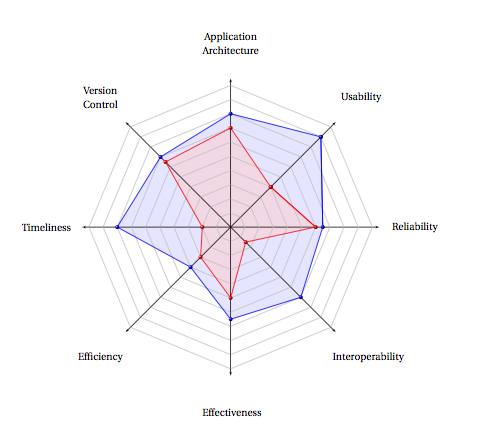 Application
Architecture
Version
Control
Usability
Timeliness
Reliability
Efficiency
Interoperability
Effectiveness